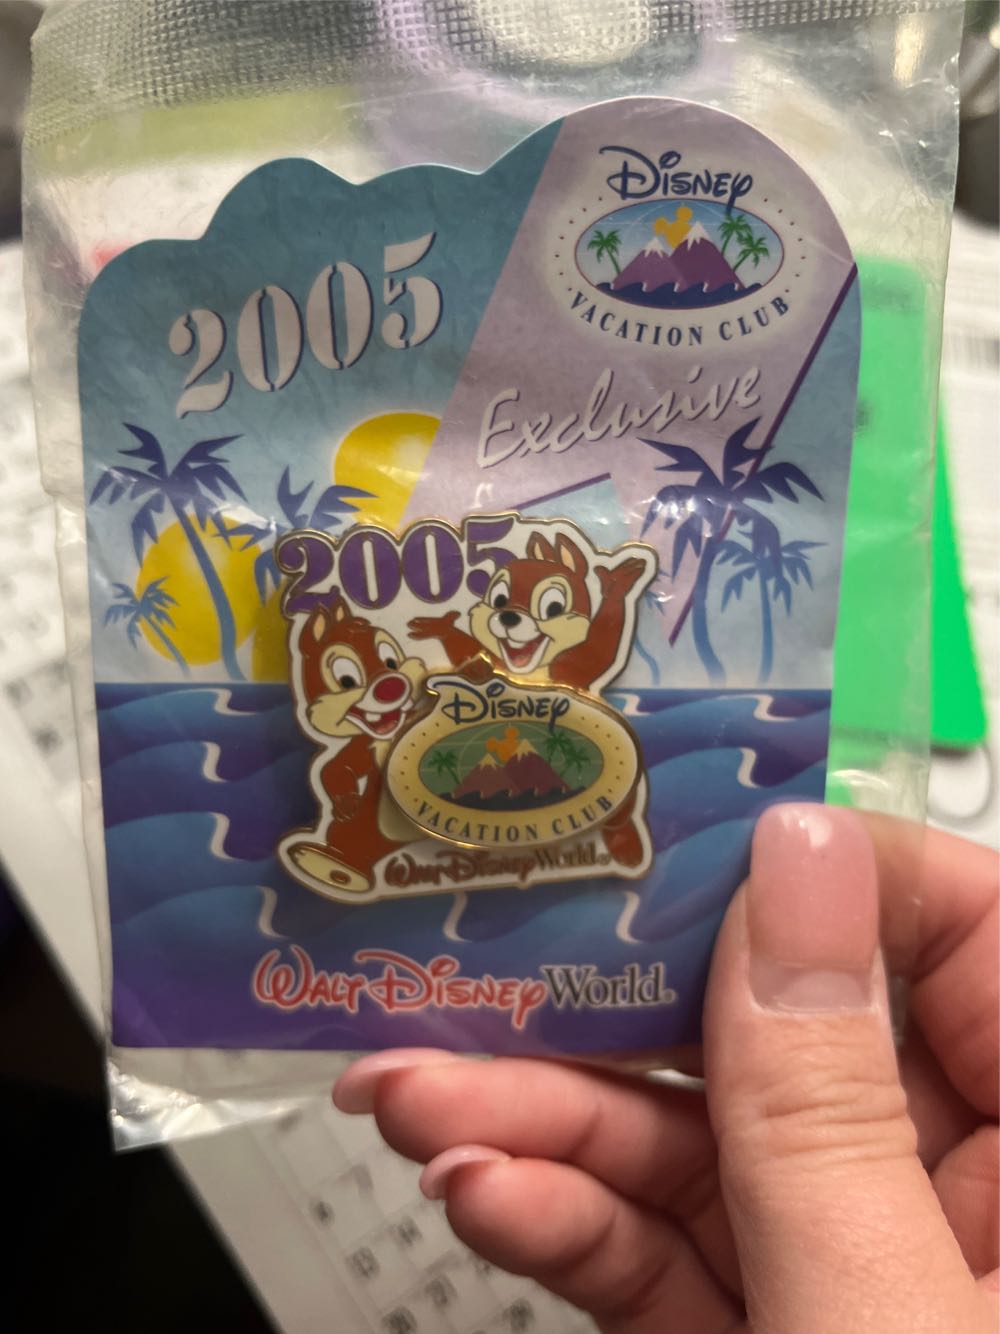 Disney
VACATION CLUB
2005
Exclusive
2005
Disney
VACATION CLUB
Walt Disney World
Walt Disney World